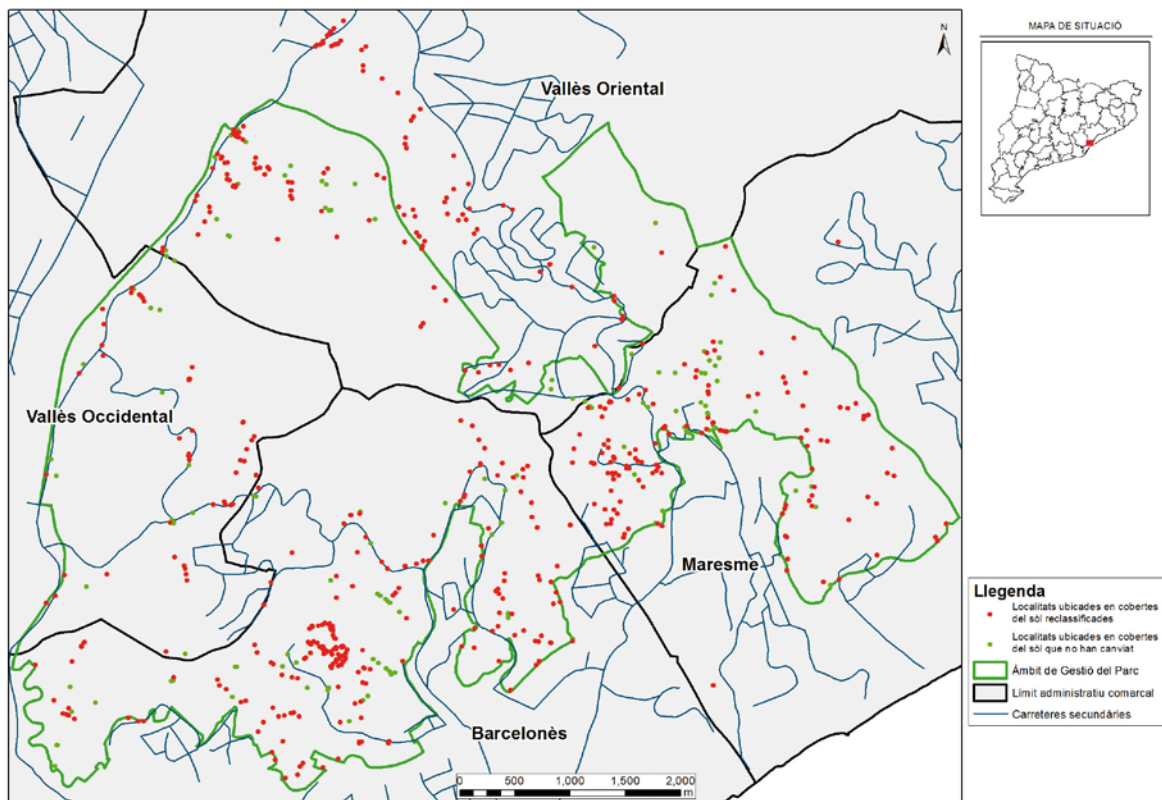 MAPA DE SITUACIÓ
N
Vallès Oriental
Vallès Occidental
Maresme
Barcelonès
0 500 1,000 1,500 2,000
m
Llegenda
Localitats ubicades en cobertes
del sòl reclassificades
Localitats ubicades en cobertes
del sòl que no han canviat
Àmbit de Gestió del Parc
Límit administratiu comarcal
Carreteres secundàries